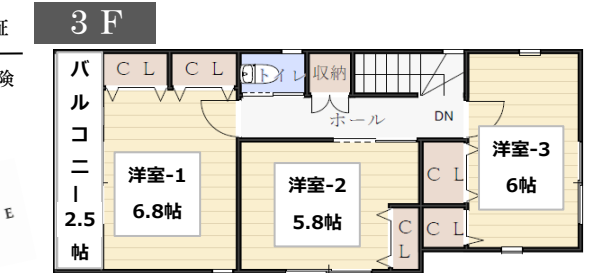 証
3F
険
バルコニー
2.5
帖
CL
CL
トイレ
収納
ホール
DN
洋室-1
6.8帖
洋室-2
5.8帖
洋室-3
6帖
CL
CL
CL
E